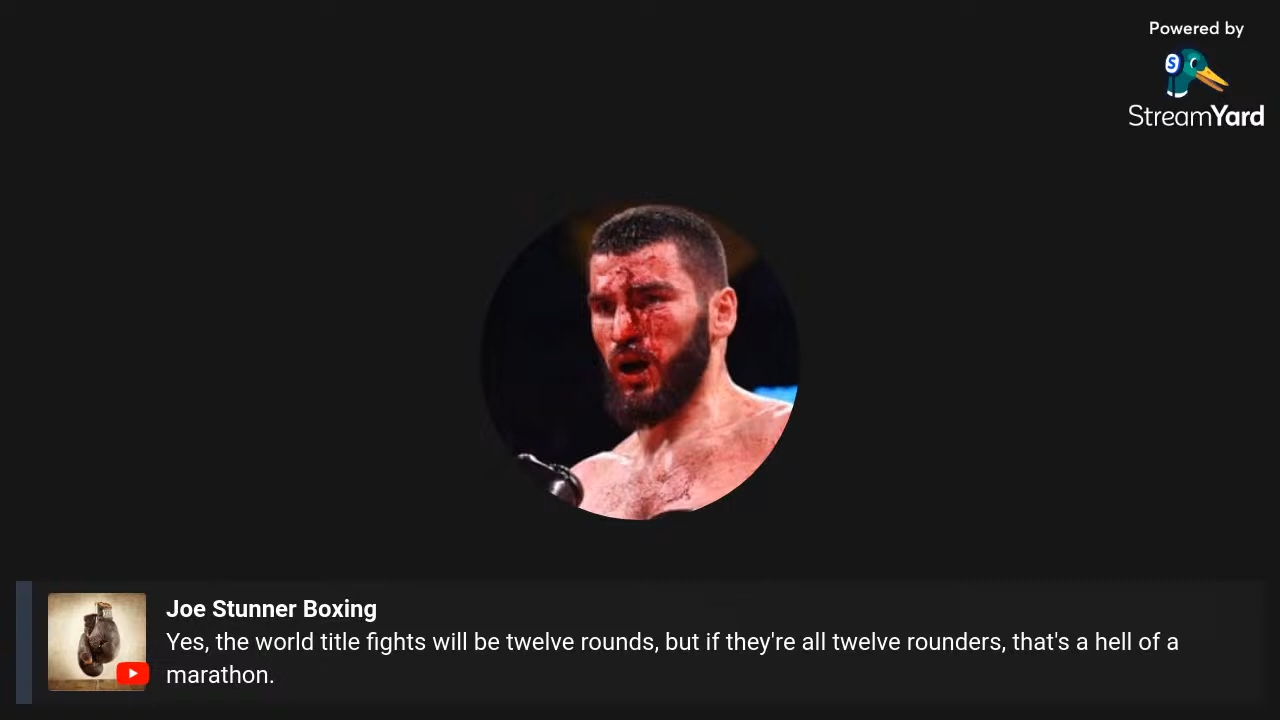 Powered by
S
StreamYard
Joe Stunner Boxing
Yes, the world title fights will be twelve rounds, but if they're all twelve rounders, that's a hell of a
marathon.